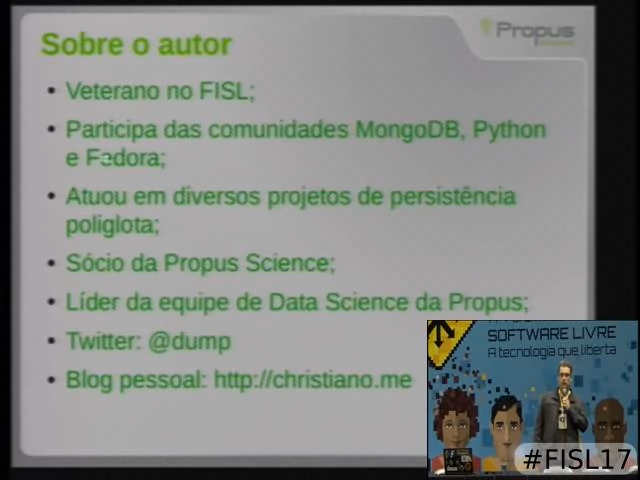 Sobre o autor
Propus
• Veterano no FISL;
• Participa das comunidades MongoDB, Python
e Fedora;
• Atuou em diversos projetos de persistência
poliglota;
• Sócio da Propus Science;
• Líder da equipe de Data Science da Propus;
• Twitter: @dump
• Blog pessoal: http://christiano.me
SOFTWARE LIVRE
A tecnologia que liberta
#FISL17